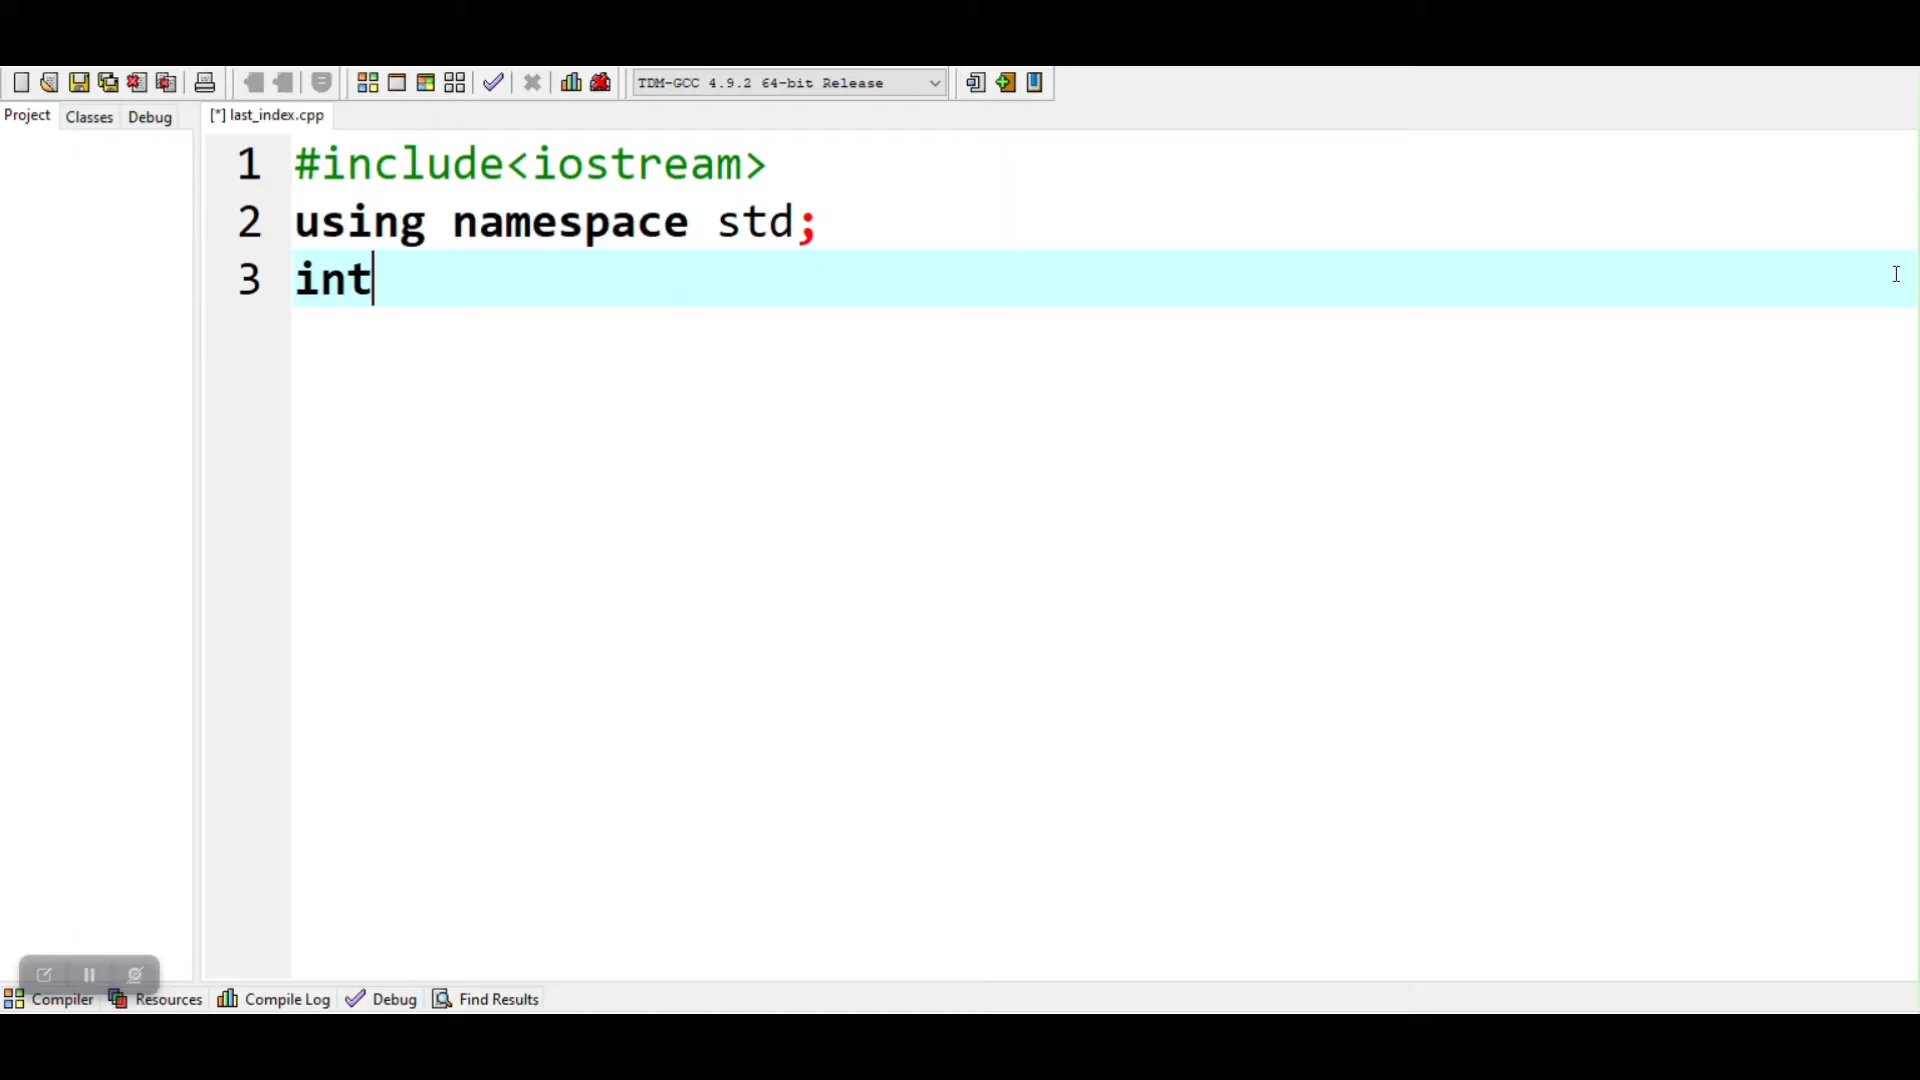 TDM-GCC 4.9.2 64-bit Release
Project Classes Debug [*] last_index.cpp
1 #include<iostream>
2 using namespace std;
3 int
Compiler Resources Compile Log Debug Find Results